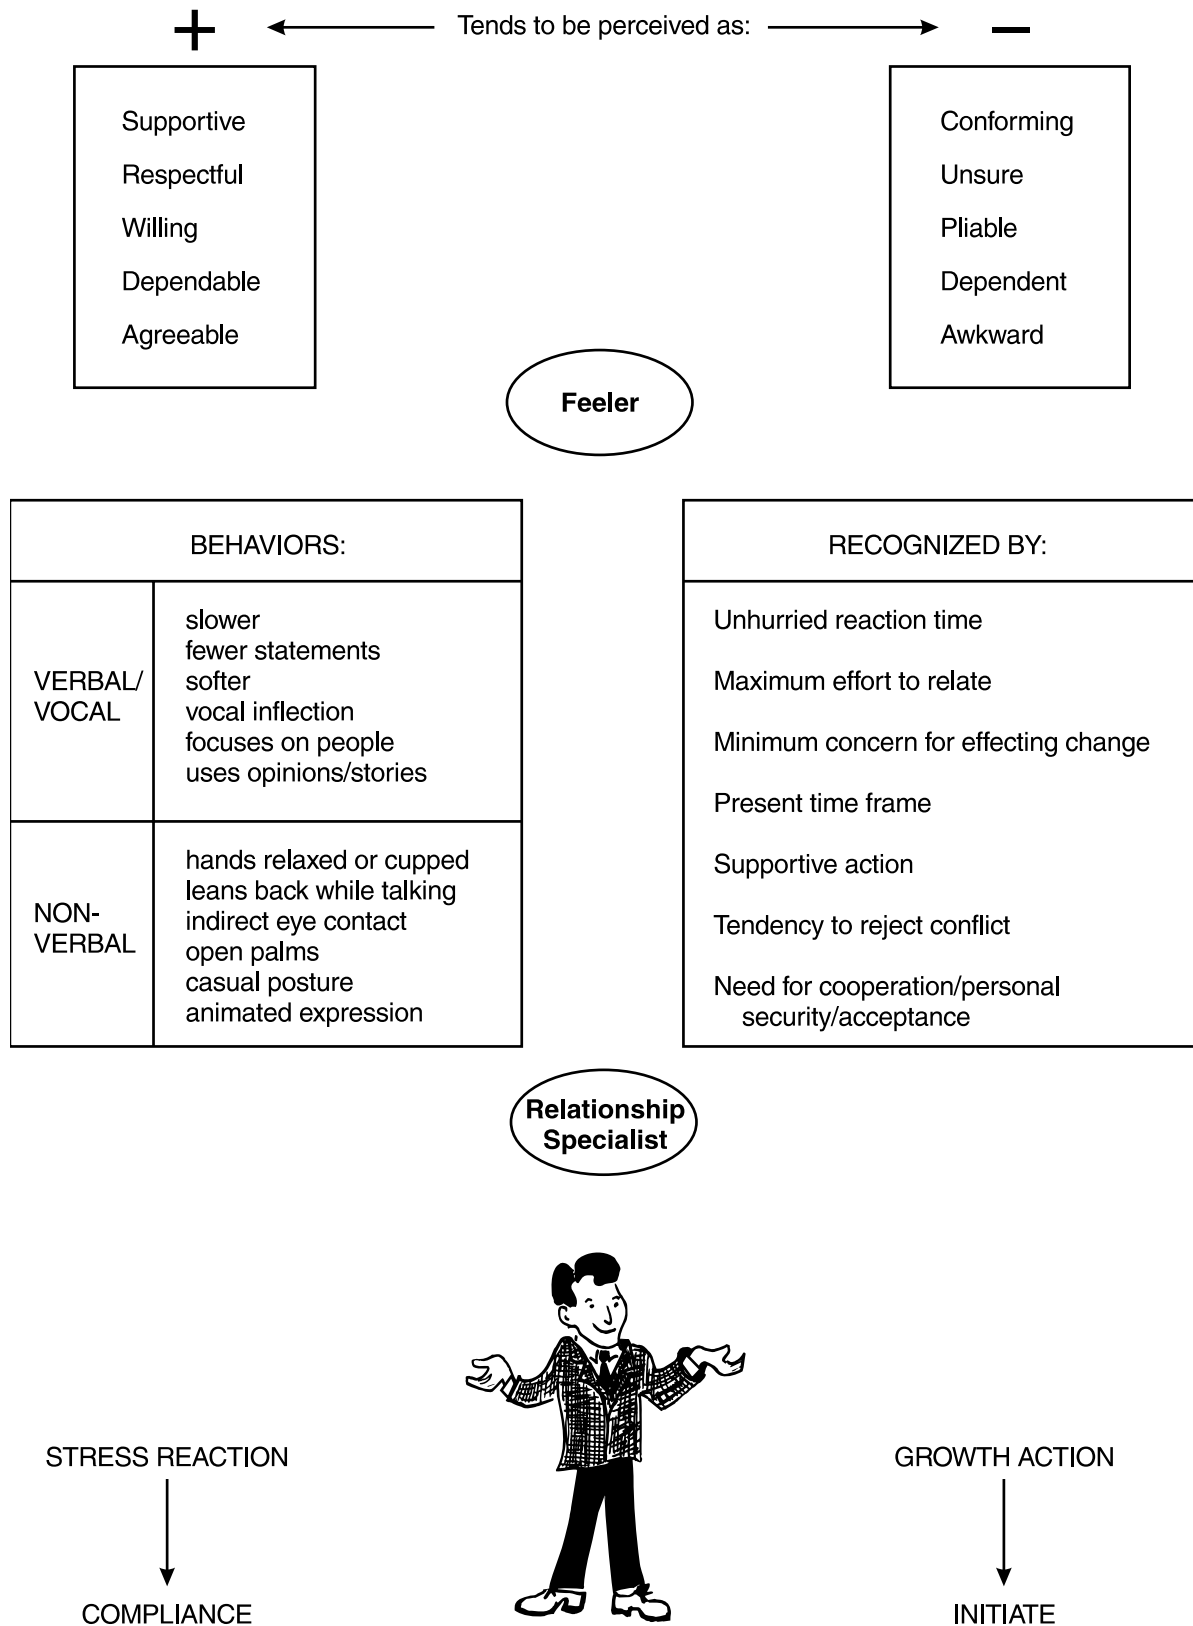 + Tends to be perceived as: –
Supportive
Respectful
Willing
Dependable
Agreeable
Conforming
Unsure
Pliable
Dependent
Awkward
Feeler
BEHAVIORS:
VERBAL/
VOCAL
slower
fewer statements
softer
vocal inflection
focuses on people
uses opinions/stories
NON-
VERBAL
hands relaxed or cupped
leans back while talking
indirect eye contact
open palms
casual posture
animated expression
RECOGNIZED BY:
Unhurried reaction time
Maximum effort to relate
Minimum concern for effecting change
Present time frame
Supportive action
Tendency to reject conflict
Need for cooperation/personal
security/acceptance
Relationship
Specialist
STRESS REACTION
COMPLIANCE
GROWTH ACTION
INITIATE